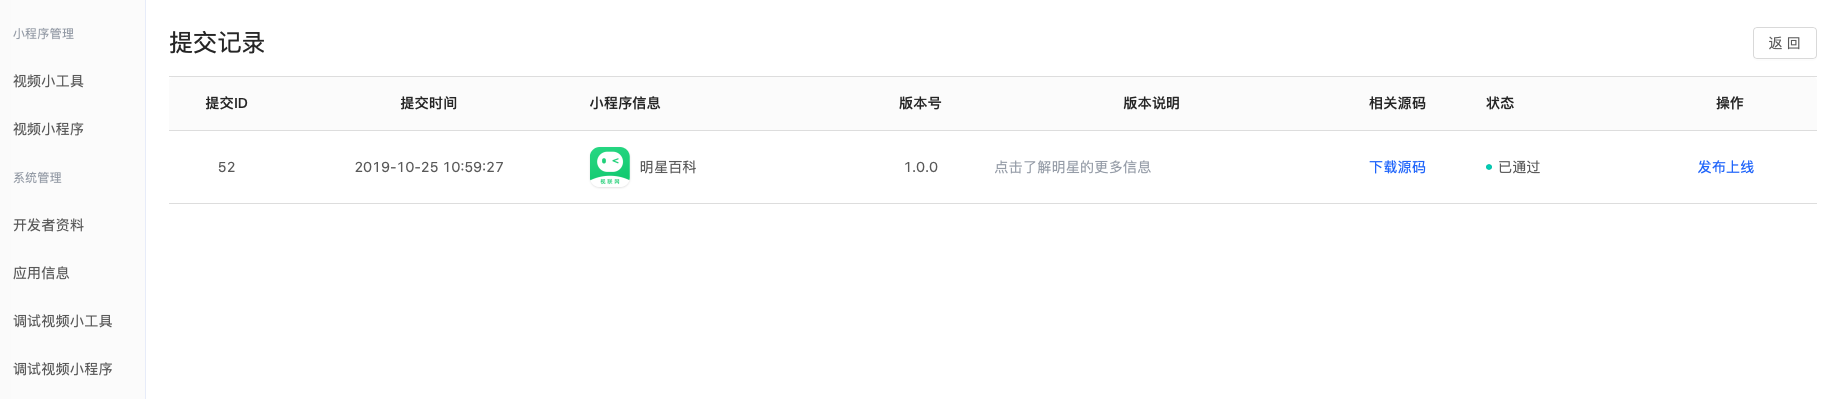 小程序管理
视频小工具
视频小程序
系统管理
开发者资料
应用信息
调试视频小工具
调试视频小程序
提交记录
返 回
提交ID 提交时间 小程序信息 版本号 版本说明 相关源码 状态 操作
52 2019-10-25 10:59:27 明星百科 1.0.0 点击了解明星的更多信息 下载源码 已通过 发布上线
视联网